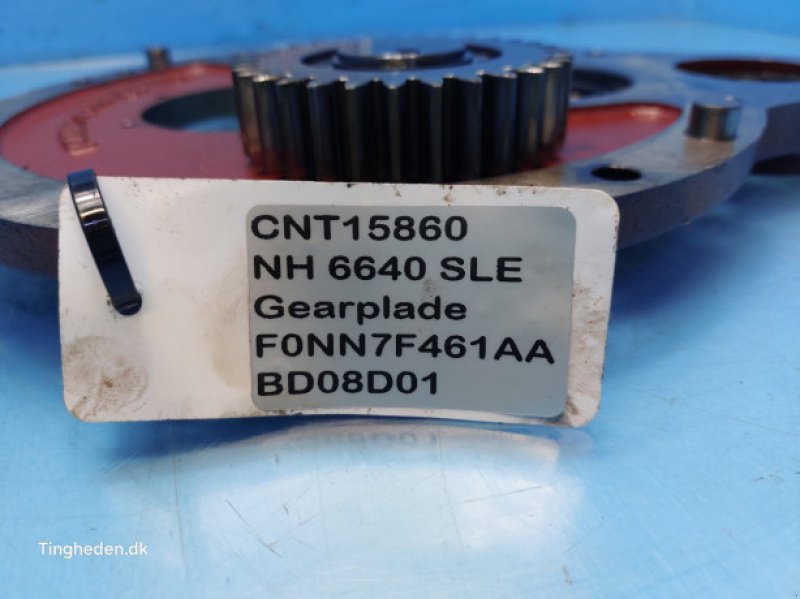 CNT15860
NH 6640 SLE
Gearplade
F0NN7F461AA
BD08D01
Tingheden.dk